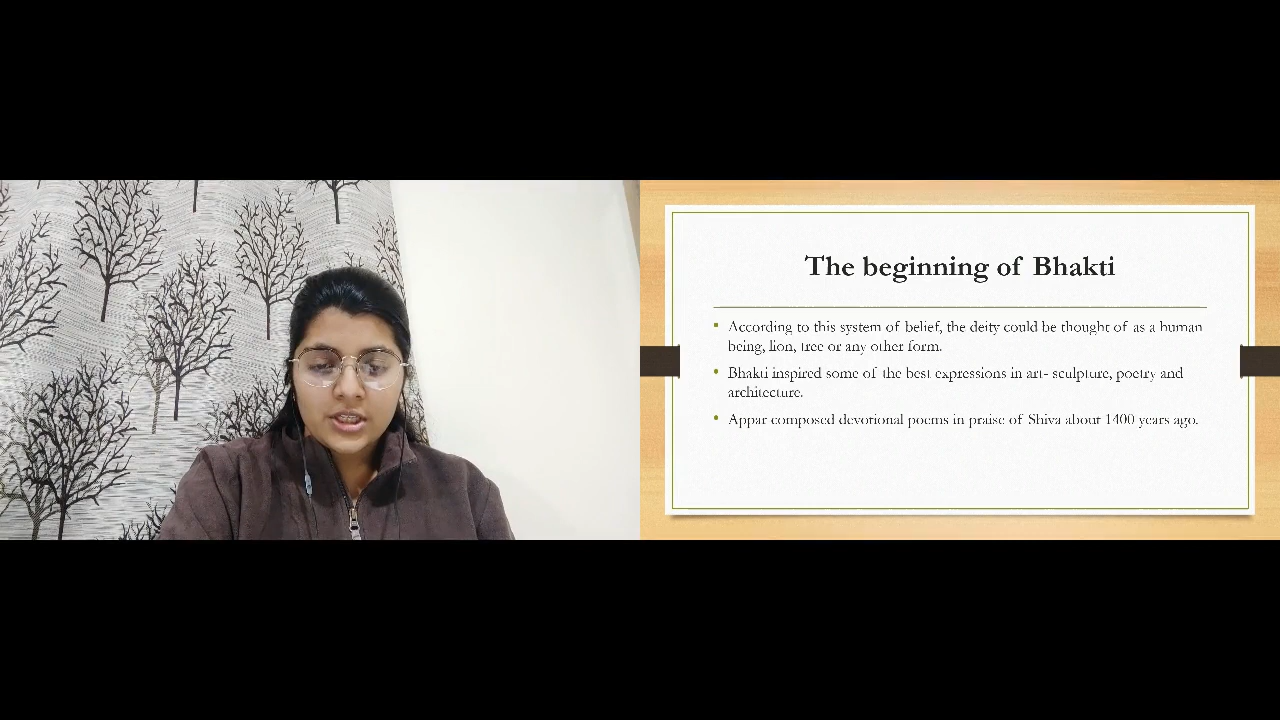 The beginning of Bhakti
According to this system of belief, the deity could be thought of as a human
being, lion, tree or any other form.
Bhakti inspired some of the best expressions in art- sculpture, poetry and
architecture.
Appar composed devotional poems in praise of Shiva about 1400 years ago.